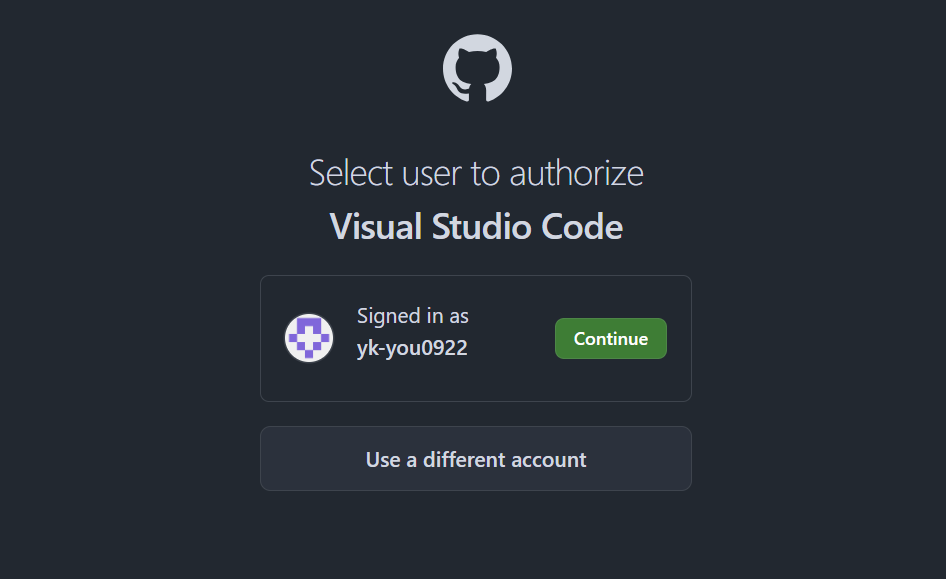 Select user to authorize
Visual Studio Code
Signed in as
yk-you0922
Continue
Use a different account